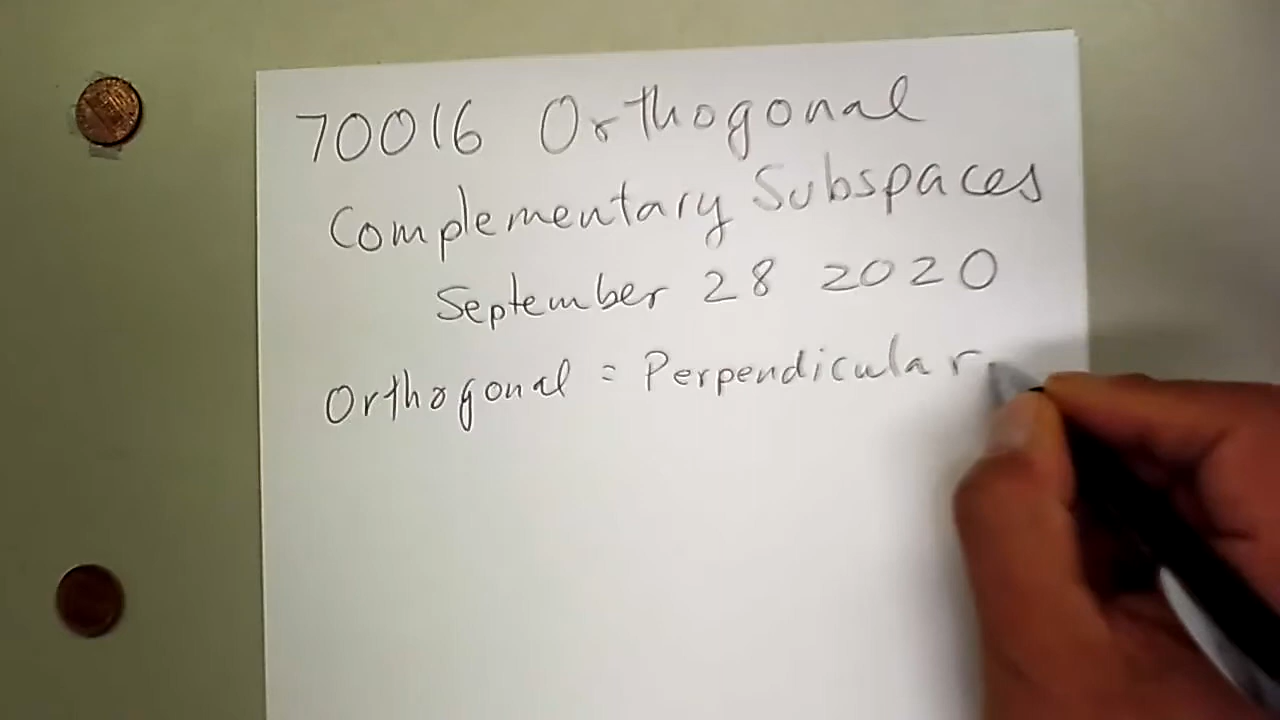 70016 Orthogonal
Complementary Subspaces
September 28 2020
Orthogonal = Perpendicular